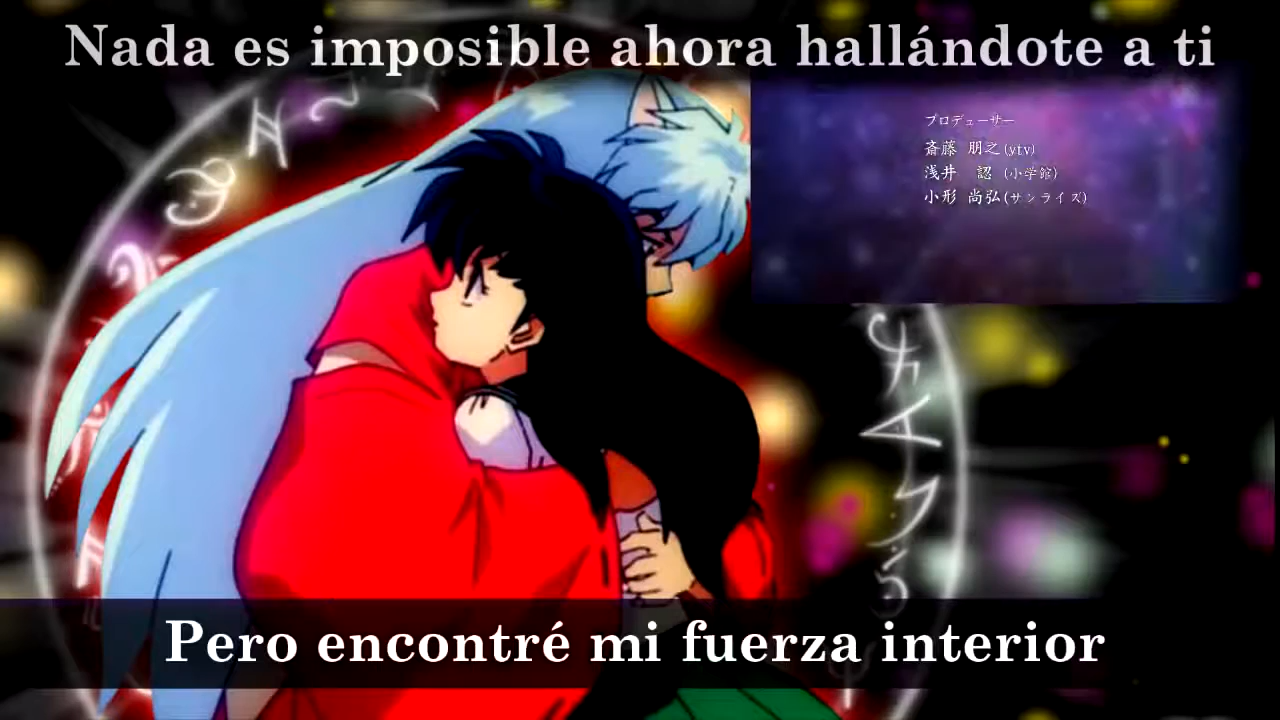 Nada es imposible ahora hallándote a ti
プロデューサー
斎藤 朋之(ytv)
浅井 認 (小学館)
小形 尚弘(サンライズ)
Pero encontré mi fuerza interior